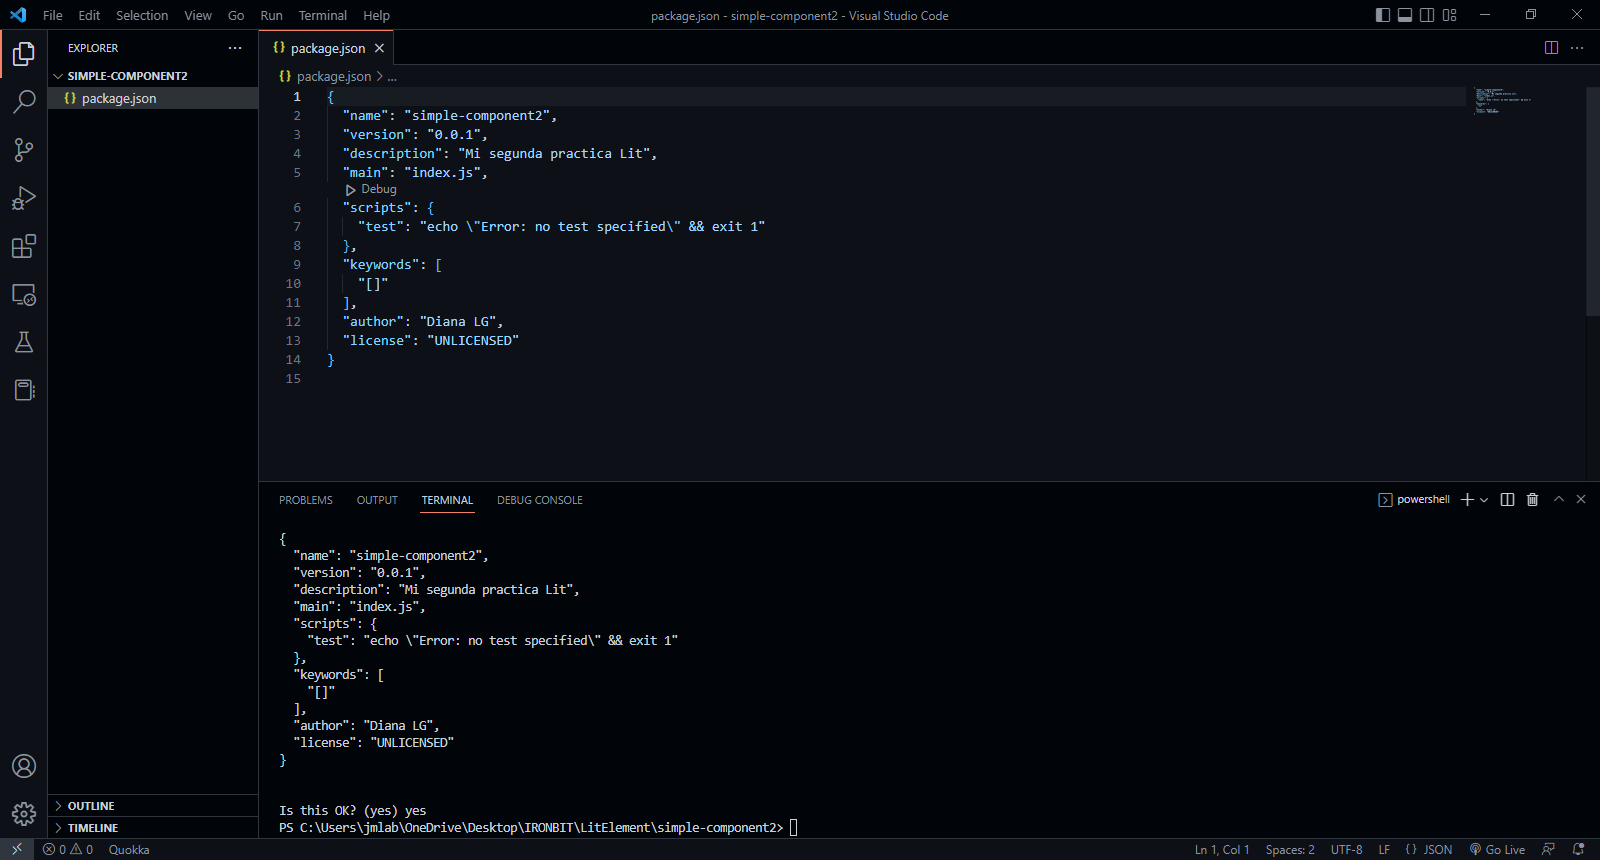 File Edit Selection View Go Run Terminal Help
package.json - simple-component2 - Visual Studio Code
EXPLORER
SIMPLE-COMPONENT2
{} package.json
OUTLINE
TIMELINE
{} package.json
{} package.json > ...
1 {
2 "name": "simple-component2",
3 "version": "0.0.1",
4 "description": "Mi segunda practica Lit",
5 "main": "index.js",
Debug
6 "scripts": {
7 "test": "echo \"Error: no test specified\" && exit 1"
8 },
9 "keywords": [
10 "[]"
11 ],
12 "author": "Diana LG",
13 "license": "UNLICENSED"
14 }
15
PROBLEMS OUTPUT TERMINAL DEBUG CONSOLE
powershell
{
"name": "simple-component2",
"version": "0.0.1",
"description": "Mi segunda practica Lit",
"main": "index.js",
"scripts": {
"test": "echo \"Error: no test specified\" && exit 1"
},
"keywords": [
"[]"
],
"author": "Diana LG",
"license": "UNLICENSED"
}
Is this OK? (yes) yes
PS C:\Users\jmlab\OneDrive\Desktop\IRONBIT\LitElement\simple-component2>
0 0 Quokka
Ln 1, Col 1 Spaces: 2 UTF-8 LF {} JSON Go Live